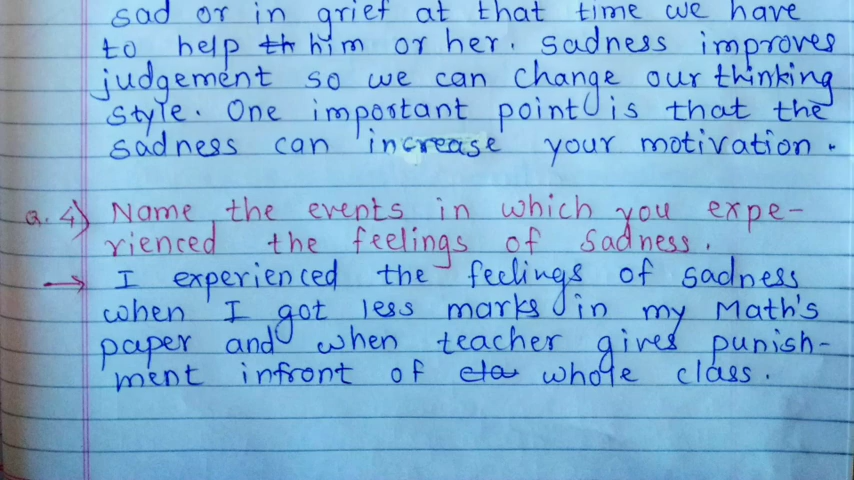 sad or in grief at that time we have
to help th him or her. sadness improves
judgement so we can change our thinking
style. One important point is that the
sadness can increase your motivation.
Q.4) Name the events in which you expe-
rienced the feelings of sadness.
→ I experienced the feelings of sadness
when I got less marks in my Math's
paper and when teacher gives punish-
ment infront of cla whole class.